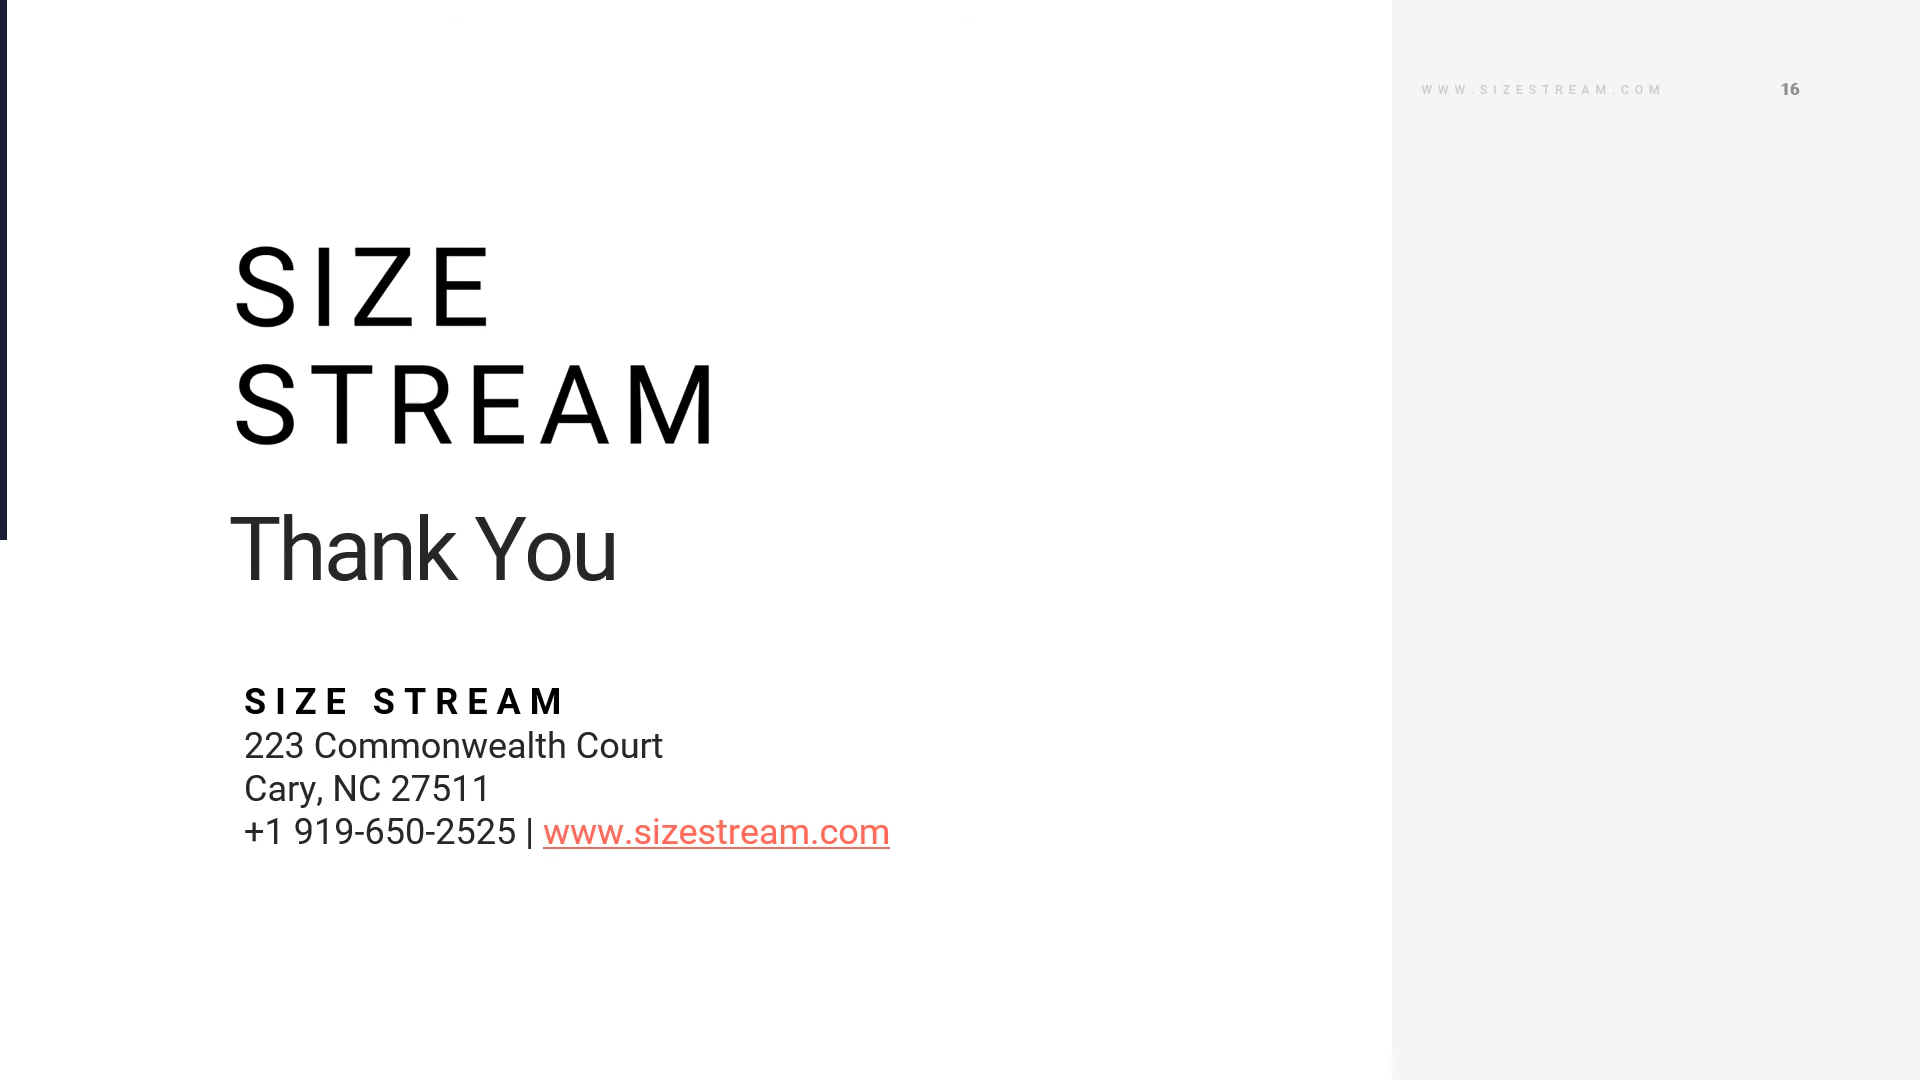 WWW.SIZESTREAM.COM 16
SIZE
STREAM
Thank You
SIZE STREAM
223 Commonwealth Court
Cary, NC 27511
+1 919-650-2525 | www.sizestream.com